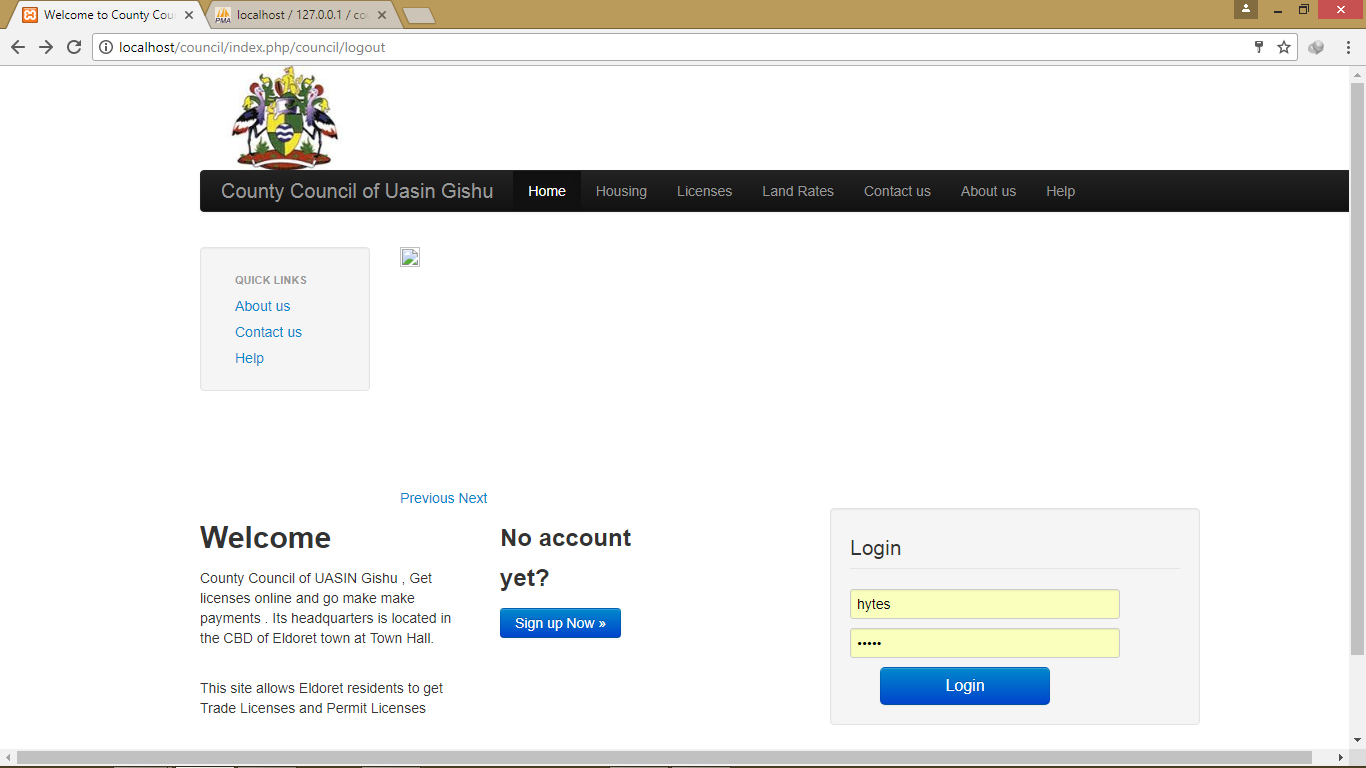 Welcome to County Cou
localhost / 127.0.0.1 / co
localhost/council/index.php/council/logout
County Council of Uasin Gishu Home Housing Licenses Land Rates Contact us About us Help
QUICK LINKS
About us
Contact us
Help
Previous Next
Welcome
County Council of UASIN Gishu , Get
licenses online and go make make
payments . Its headquarters is located in
the CBD of Eldoret town at Town Hall.
This site allows Eldoret residents to get
Trade Licenses and Permit Licenses
No account
yet?
Sign up Now »
Login
hytes
•••••
Login